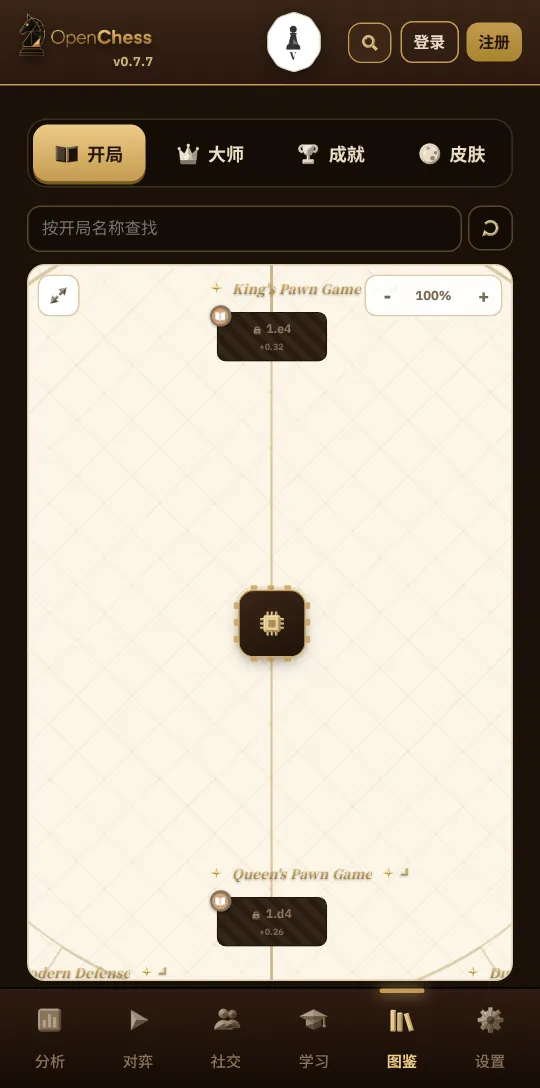 OpenChess
v0.7.7
V
登录
注册
开局
大师
成就
皮肤
按开局名称查找
King's Pawn Game
- 100% +
1.e4
+0.32
Queen's Pawn Game
1.d4
+0.26
dern Defense
分析
对弈
社交
学习
图鉴
设置